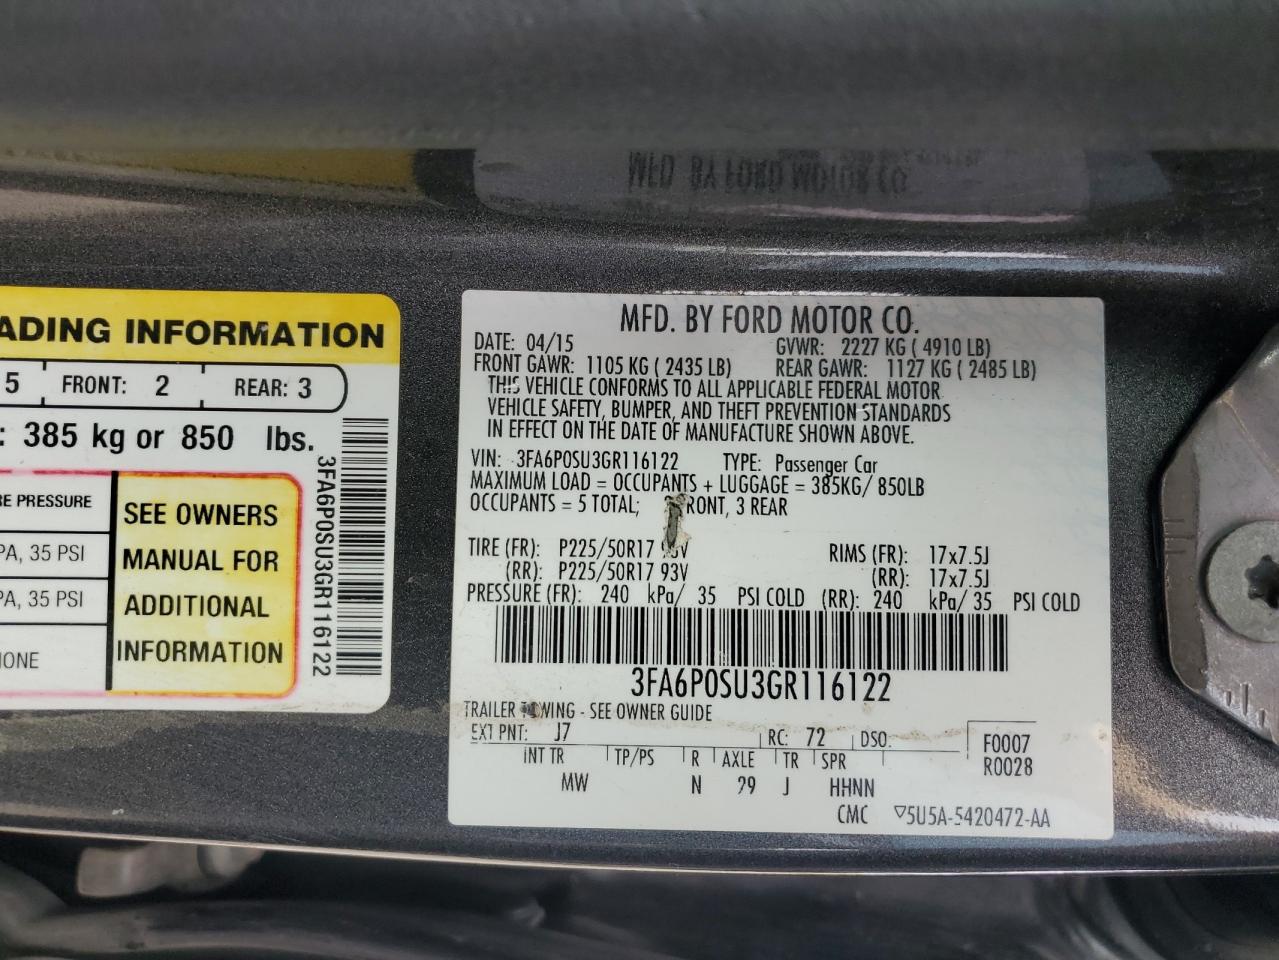 ADING INFORMATION
5 FRONT: 2 REAR: 3
: 385 kg or 850 lbs.
RE PRESSURE
PA, 35 PSI
PA, 35 PSI
ONE
SEE OWNERS
MANUAL FOR
ADDITIONAL
INFORMATION
3FA6P0SU3GR116122
MFD. BY FORD MOTOR CO.
DATE: 04/15 GVWR: 2227 KG ( 4910 LB)
FRONT GAWR: 1105 KG ( 2435 LB) REAR GAWR: 1127 KG ( 2485 LB)
THIS VEHICLE CONFORMS TO ALL APPLICABLE FEDERAL MOTOR
VEHICLE SAFETY, BUMPER, AND THEFT PREVENTION STANDARDS
IN EFFECT ON THE DATE OF MANUFACTURE SHOWN ABOVE.
VIN: 3FA6P0SU3GR116122 TYPE: Passenger Car
MAXIMUM LOAD = OCCUPANTS + LUGGAGE = 385KG/ 850LB
OCCUPANTS = 5 TOTAL; RONT, 3 REAR
TIRE (FR): P225/50R17 RIMS (FR): 17x7.5J
(RR): P225/50R17 93V (RR): 17x7.5J
PRESSURE (FR): 240 kPa/ 35 PSI COLD (RR): 240 kPa/ 35 PSI COLD
3FA6P0SU3GR116122
TRAILER TOWING - SEE OWNER GUIDE
EXT PNT: J7 RC: 72 DSO:
F0007
R0028
INT TR TP/PS R AXLE TR SPR
MW N 29 J HHNN
CMC ▽5U5A-5420472-AA